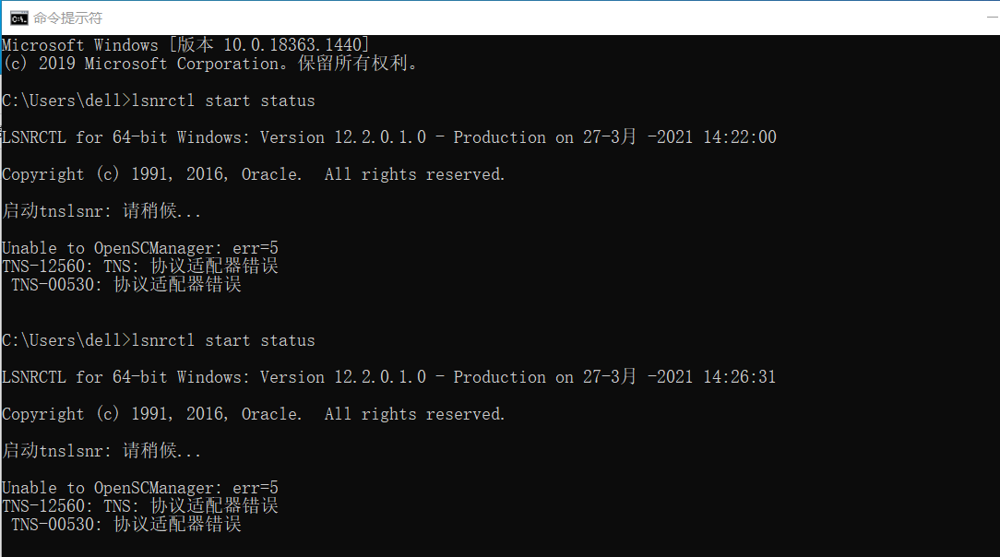 命令提示符
Microsoft Windows [版本 10.0.18363.1440]
(c) 2019 Microsoft Corporation。保留所有权利。
C:\Users\dell>lsnrctl start status
LSNRCTL for 64-bit Windows: Version 12.2.0.1.0 - Production on 27-3月 -2021 14:22:00
Copyright (c) 1991, 2016, Oracle.  All rights reserved.
启动tnslsnr: 请稍候...
Unable to OpenSCManager: err=5
TNS-12560: TNS: 协议适配器错误
 TNS-00530: 协议适配器错误
C:\Users\dell>lsnrctl start status
LSNRCTL for 64-bit Windows: Version 12.2.0.1.0 - Production on 27-3月 -2021 14:26:31
Copyright (c) 1991, 2016, Oracle.  All rights reserved.
启动tnslsnr: 请稍候...
Unable to OpenSCManager: err=5
TNS-12560: TNS: 协议适配器错误
 TNS-00530: 协议适配器错误